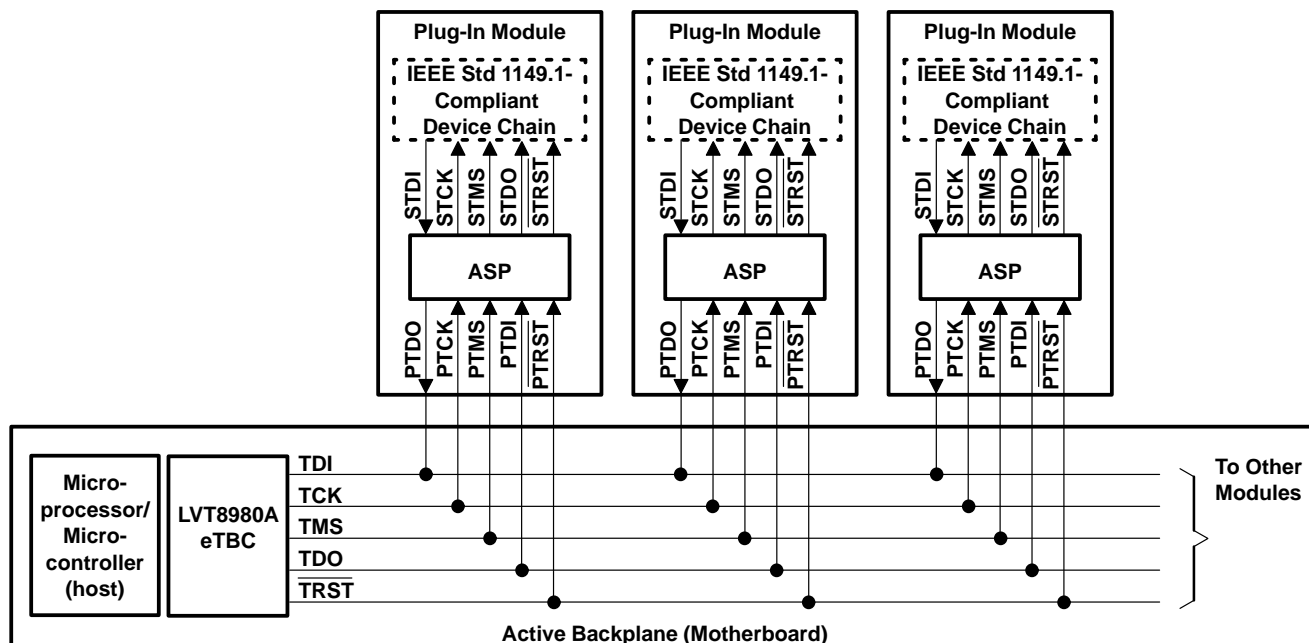 Plug-In Module
IEEE Std 1149.1-
Compliant
Device Chain
STDI
STCK
STMS
STDO
STRST
ASP
PTDO
PTCK
PTMS
PTDI
PTRST
Plug-In Module
IEEE Std 1149.1-
Compliant
Device Chain
STDI
STCK
STMS
STDO
STRST
ASP
PTDO
PTCK
PTMS
PTDI
PTRST
Plug-In Module
IEEE Std 1149.1-
Compliant
Device Chain
STDI
STCK
STMS
STDO
STRST
ASP
PTDO
PTCK
PTMS
PTDI
PTRST
Micro-
processor/
Micro-
controller
(host)
LVT8980A
eTBC
TDI
TCK
TMS
TDO
TRST
To Other
Modules
Active Backplane (Motherboard)